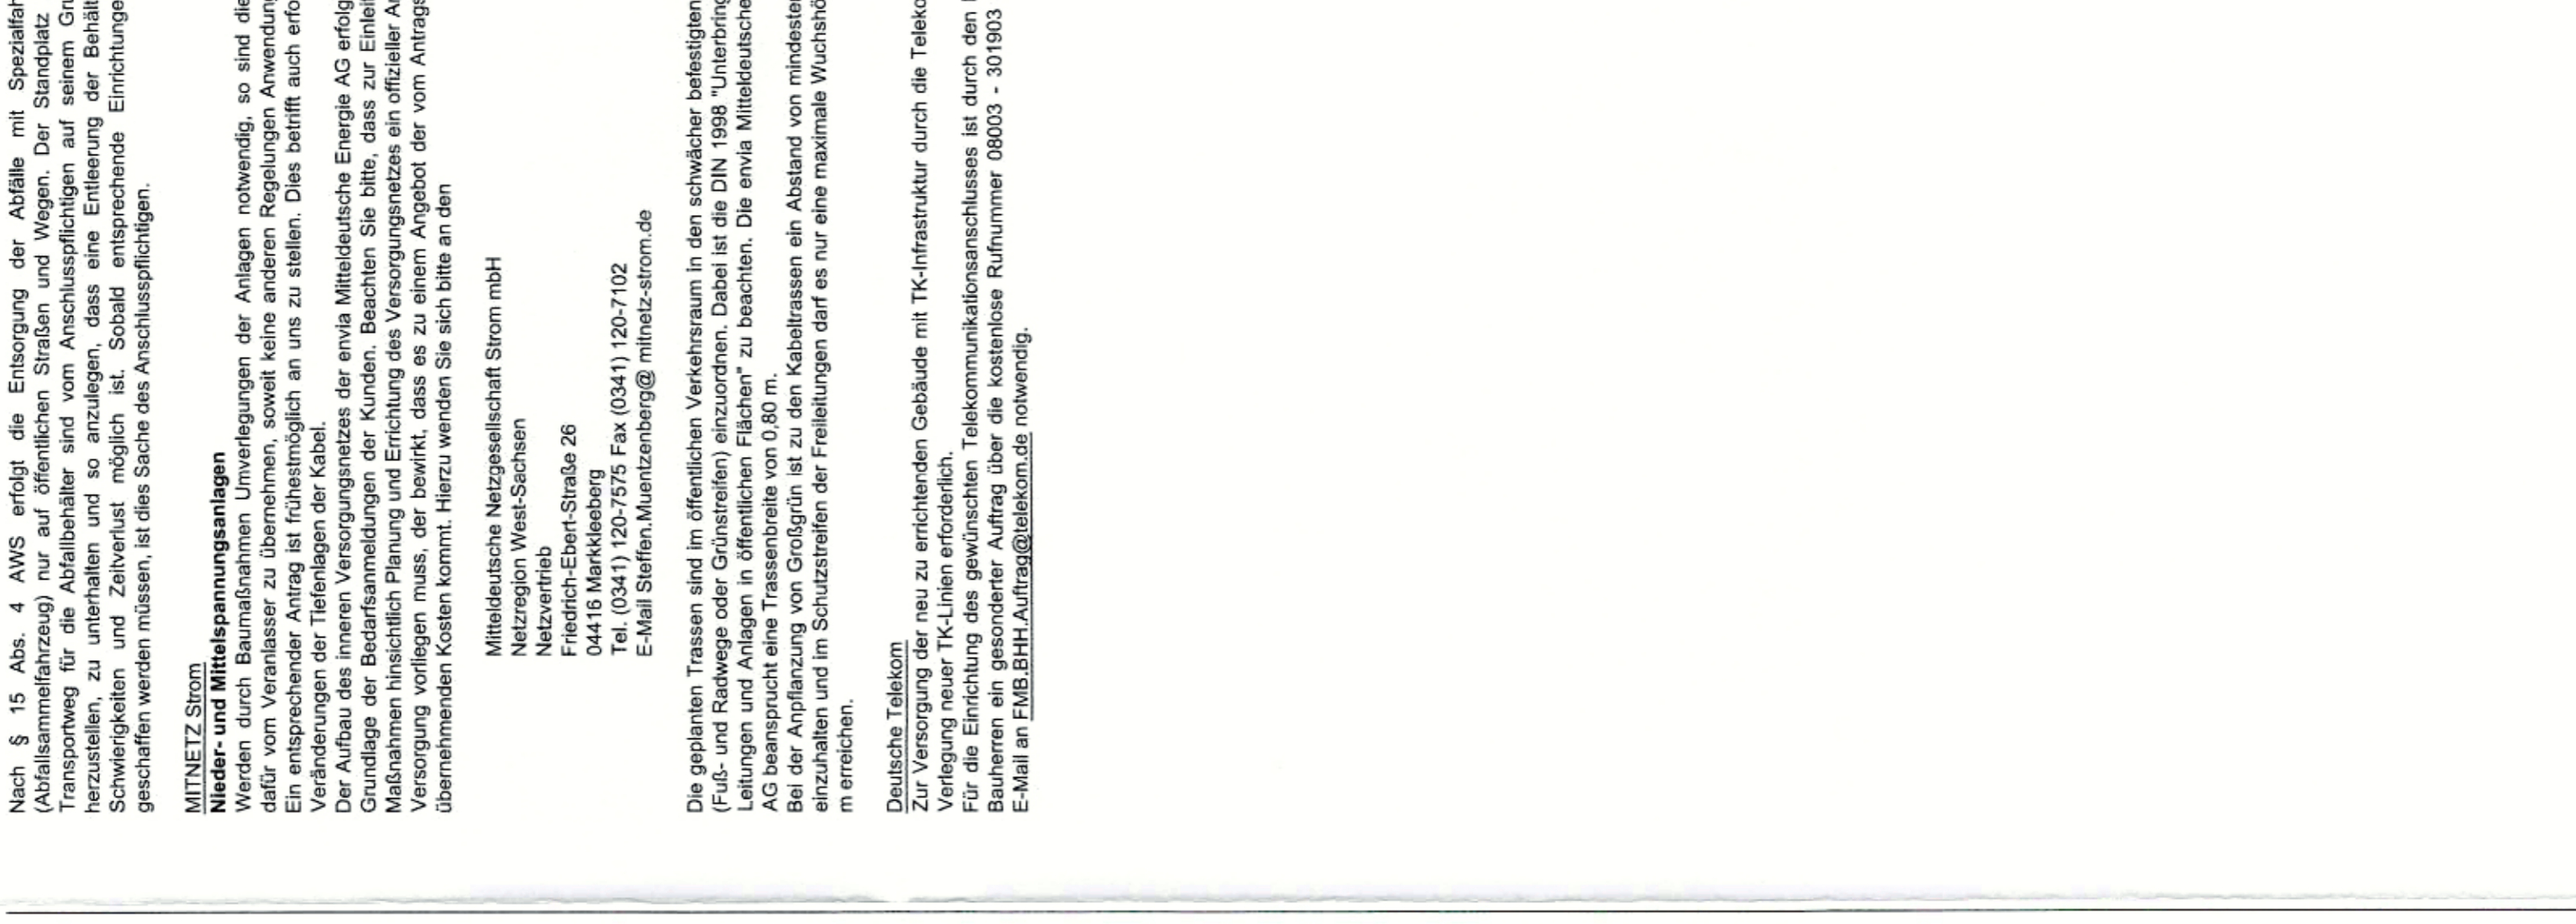 Nach § 15 Abs. 4 AWS erfolgt die Entsorgung der Abfälle mit
(Abfallsammelfahrzeug) nur auf öffentlichen Straßen und Wegen. Der Standplatz
Transportweg für die Abfallbehälter sind vom Anschlusspflichtigen auf seinem
herzustellen, zu unterhalten und so anzulegen, dass eine Entleerung der
Schwierigkeiten und Zeitverlust möglich ist. Sobald entsprechende
geschaffen werden müssen, ist dies Sache des Anschlusspflichtigen.
MITNETZ Strom
Nieder- und Mittelspannungsanlagen
Werden durch Baumaßnahmen Umverlegungen der Anlagen notwendig, so sind die
dafür vom Veranlasser zu übernehmen, soweit keine anderen Regelungen Anwendung
Ein entsprechender Antrag ist frühestmöglich an uns zu stellen. Dies betrifft auch
Veränderungen der Tiefenlagen der Kabel.
Der Aufbau des inneren Versorgungsnetzes der envia Mitteldeutsche Energie AG
Grundlage der Bedarfsanmeldungen der Kunden. Beachten Sie bitte, dass zur
Maßnahmen hinsichtlich Planung und Errichtung des Versorgungsnetzes ein offizieller
Versorgung vorliegen muss, der bewirkt, dass es zu einem Angebot der vom
übernehmenden Kosten kommt. Hierzu wenden Sie sich bitte an den
Mitteldeutsche Netzgesellschaft Strom mbH
Netzregion West-Sachsen
Netzvertrieb
Friedrich-Ebert-Straße 26
04416 Markkleeberg
Tel. (0341) 120-7575 Fax (0341) 120-7102
E-Mail Steffen.Muentzenberg@ mitnetz-strom.de
Die geplanten Trassen sind im öffentlichen Verkehrsraum in den schwächer befestigten
(Fuß- und Radwege oder Grünstreifen) einzuordnen. Dabei ist die DIN 1998
Leitungen und Anlagen in öffentlichen Flächen" zu beachten. Die envia
AG beansprucht eine Trassenbreite von 0,80 m.
Bei der Anpflanzung von Großgrün ist zu den Kabeltrassen ein Abstand von
einzuhalten und im Schutzstreifen der Freileitungen darf es nur eine maximale
m erreichen.
Deutsche Telekom
Zur Versorgung der neu zu errichtenden Gebäude mit TK-Infrastruktur durch die
Verlegung neuer TK-Linien erforderlich.
Für die Einrichtung des gewünschten Telekommunikationsanschlusses ist durch den
Bauherren ein gesonderter Auftrag über die kostenlose Rufnummer 08003 - 301903
E-Mail an FMB.BHH.Auftrag@telekom.de notwendig.